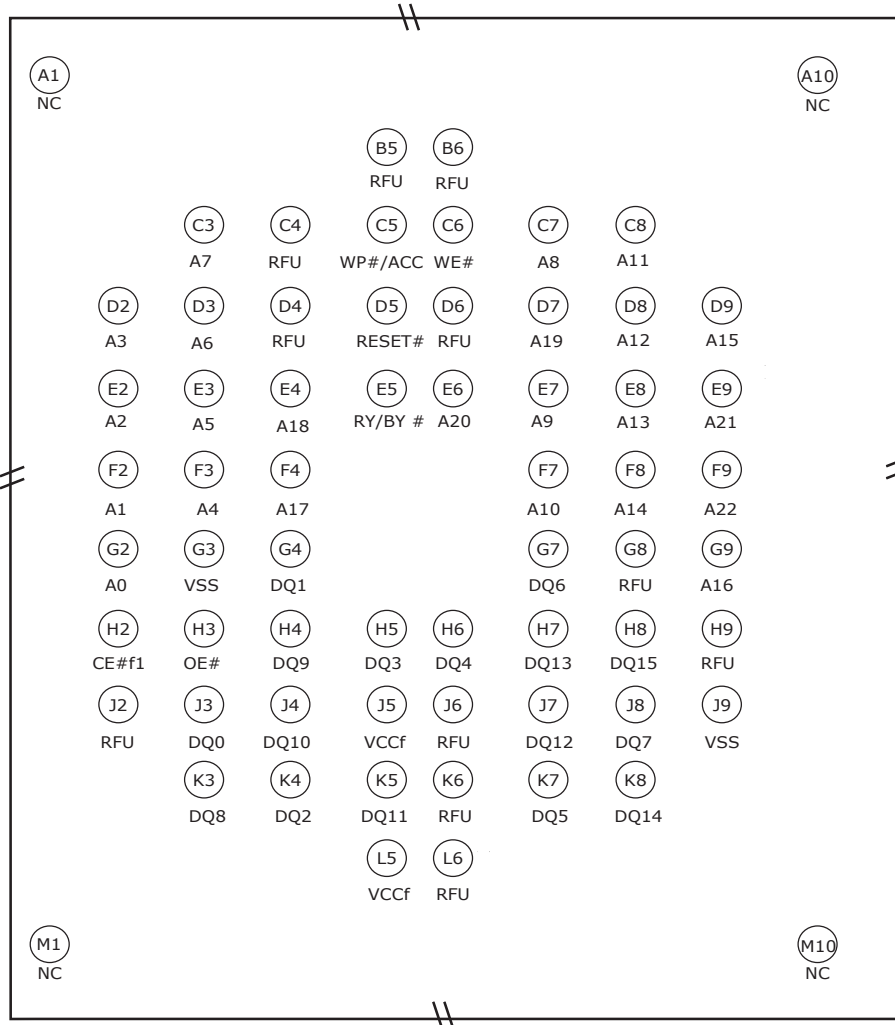 A1 A10
NC NC
B5 B6
RFU RFU
C3 C4 C5 C6 C7 C8
A7 RFU WP#/ACC WE# A8 A11
D2 D3 D4 D5 D6 D7 D8 D9
A3 A6 RFU RESET# RFU A19 A12 A15
E2 E3 E4 E5 E6 E7 E8 E9
A2 A5 A18 RY/BY # A20 A9 A13 A21
F2 F3 F4 F7 F8 F9
A1 A4 A17 A10 A14 A22
G2 G3 G4 G7 G8 G9
A0 VSS DQ1 DQ6 RFU A16
H2 H3 H4 H5 H6 H7 H8 H9
CE#f1 OE# DQ9 DQ3 DQ4 DQ13 DQ15 RFU
J2 J3 J4 J5 J6 J7 J8 J9
RFU DQ0 DQ10 VCCf RFU DQ12 DQ7 VSS
K3 K4 K5 K6 K7 K8
DQ8 DQ2 DQ11 RFU DQ5 DQ14
L5 L6
VCCf RFU
M1 M10
NC NC